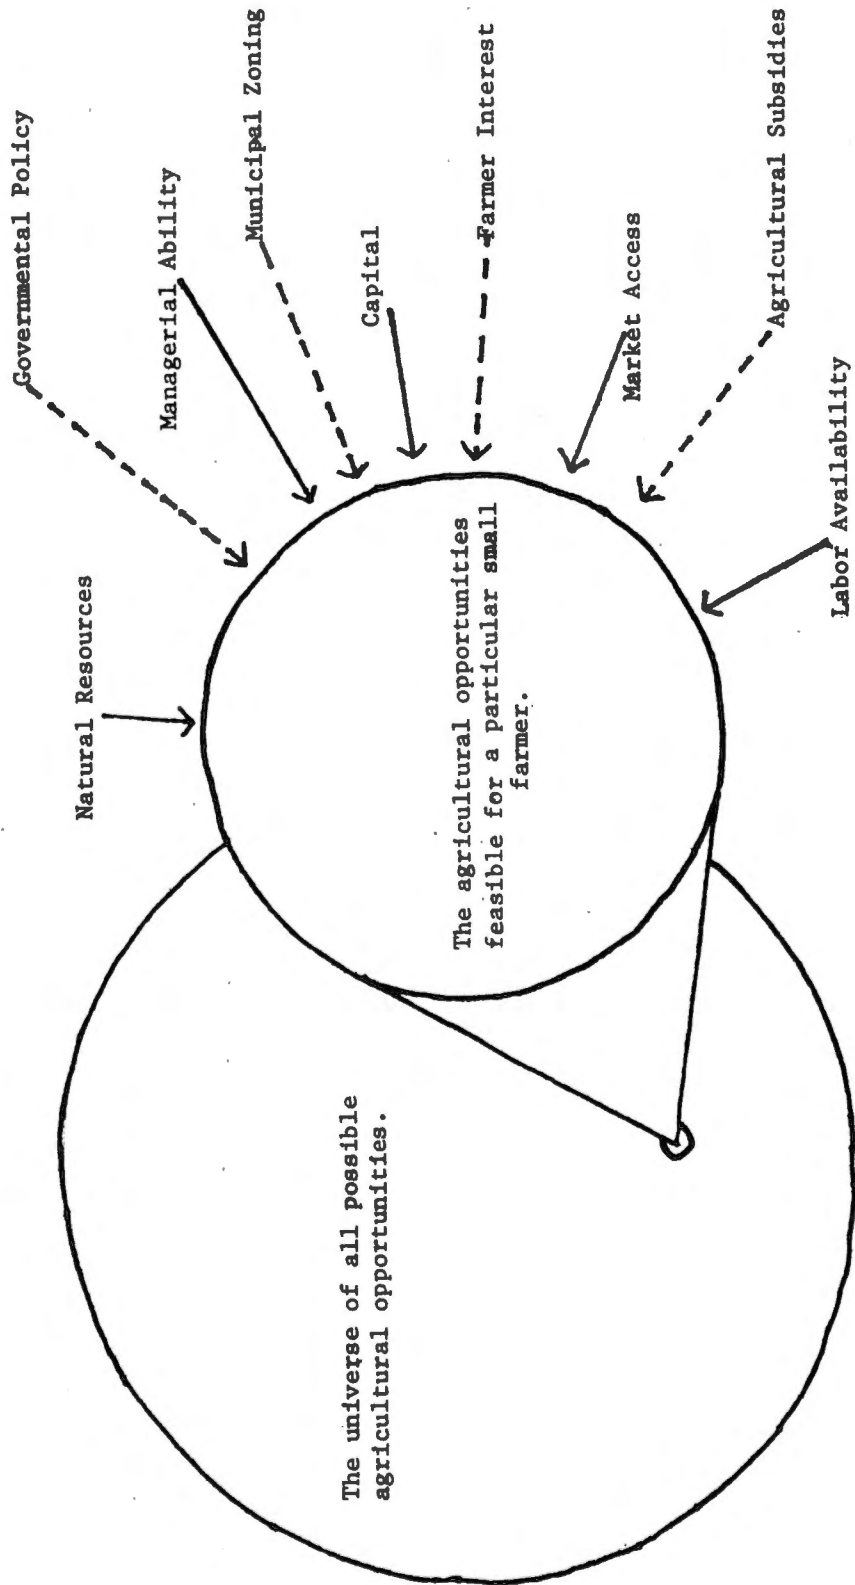 The universe of all possible
agricultural opportunities.
The agricultural opportunities
feasible for a particular small
farmer.
Natural Resources
Governmental Policy
Managerial Ability
Municipal Zoning
Capital
Farmer Interest
Market Access
Agricultural Subsidies
Labor Availability